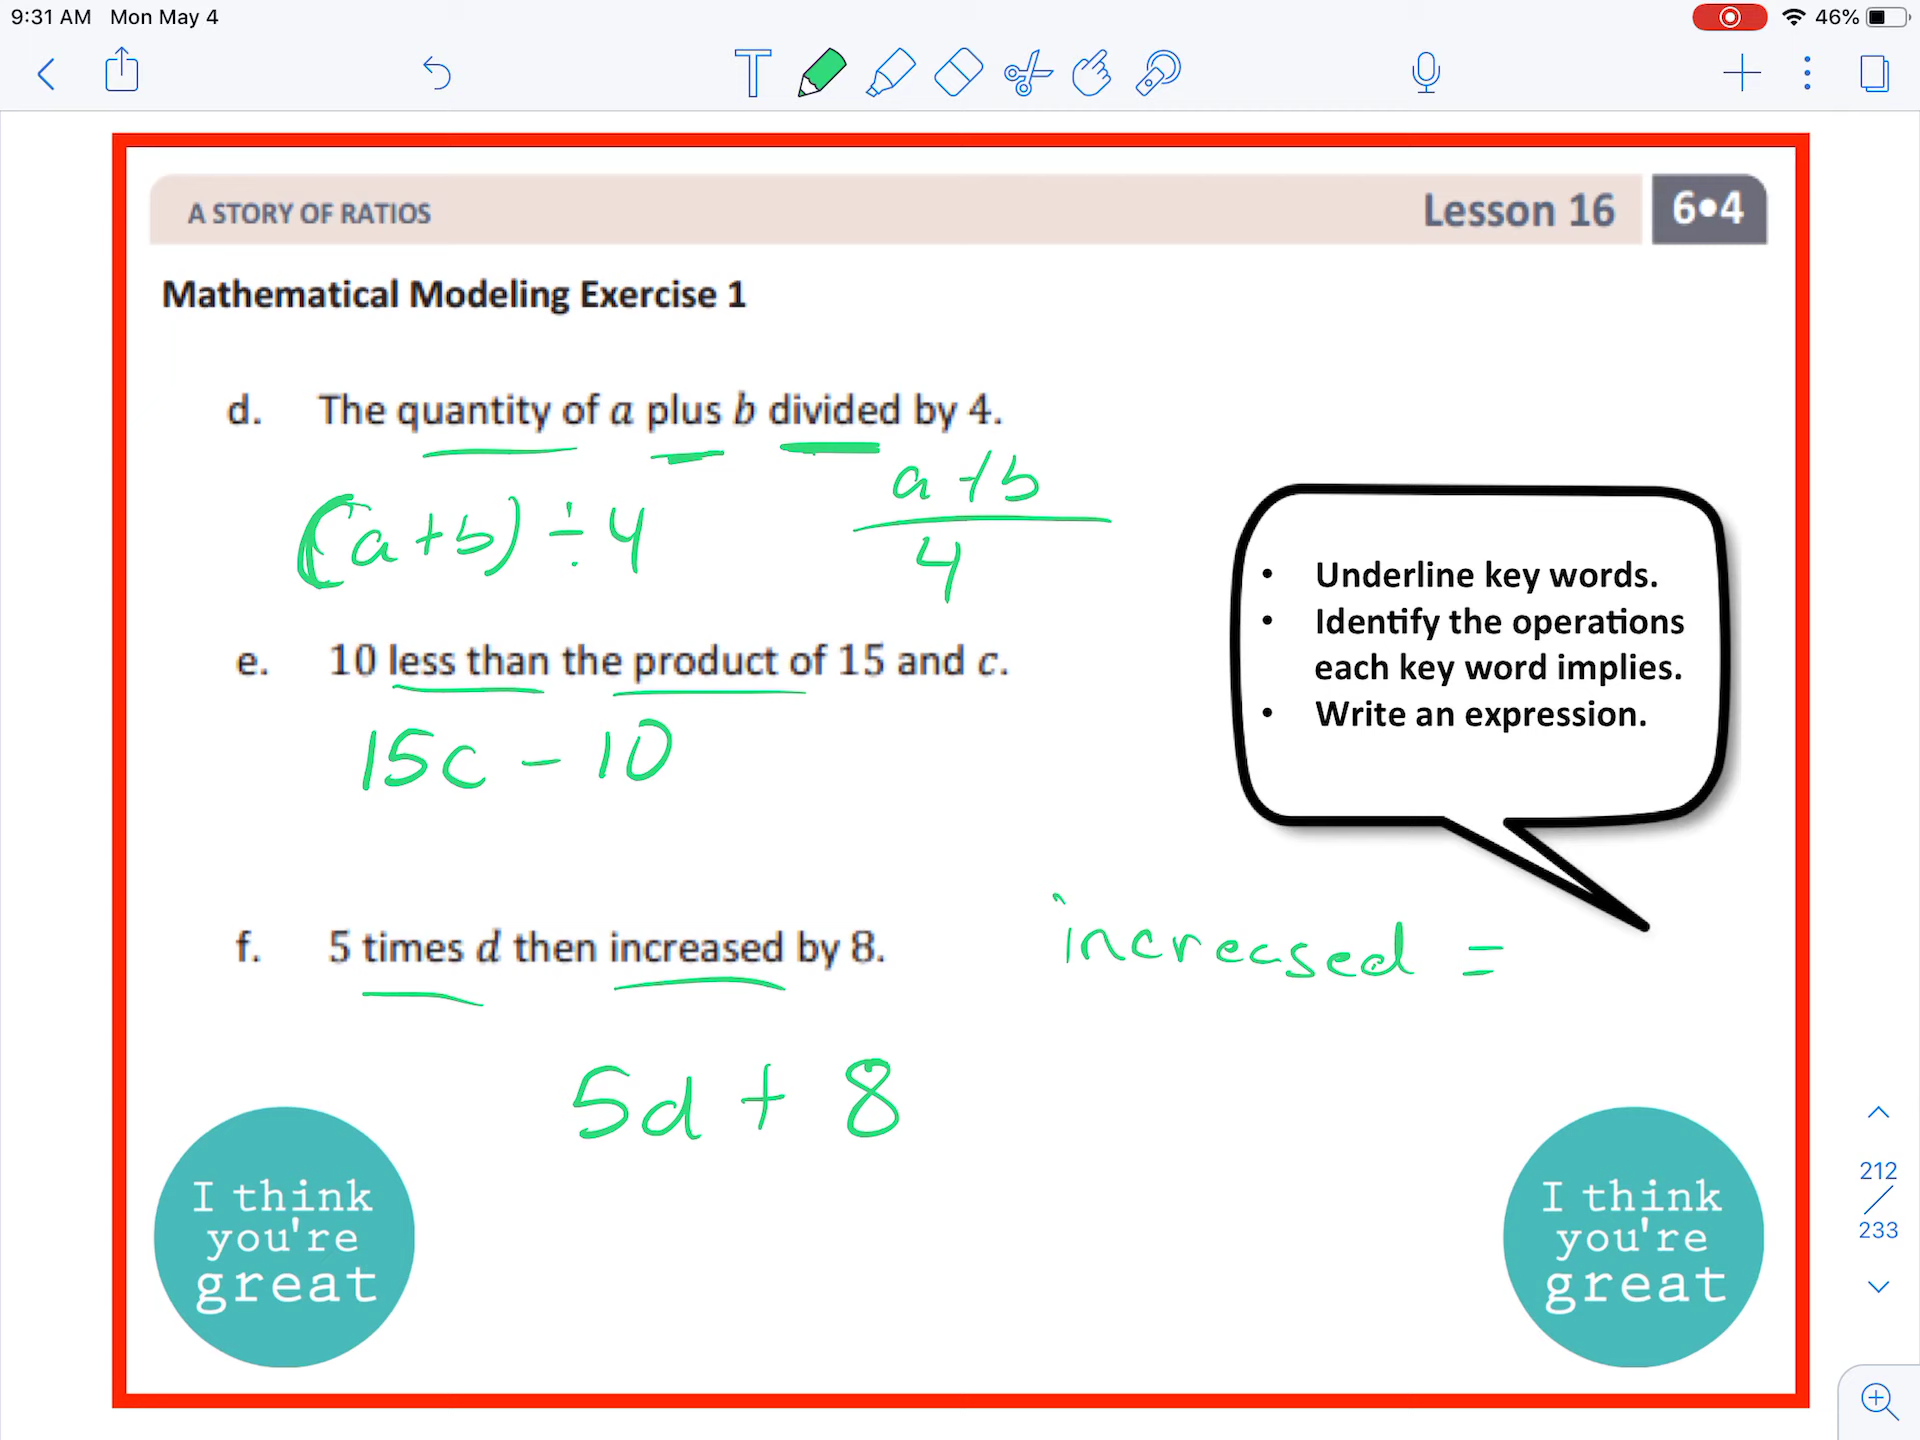 9:31 AM Mon May 4
46%
A STORY OF RATIOS
Lesson 16
6•4
Mathematical Modeling Exercise 1
d. The quantity of a plus b divided by 4.
(a+b) ÷ 4
a+b
4
• Underline key words.
• Identify the operations
each key word implies.
• Write an expression.
e. 10 less than the product of 15 and c.
15c – 10
f. 5 times d then increased by 8.
increased =
5d + 8
I think
you're
great
I think
you're
great
212
/
233